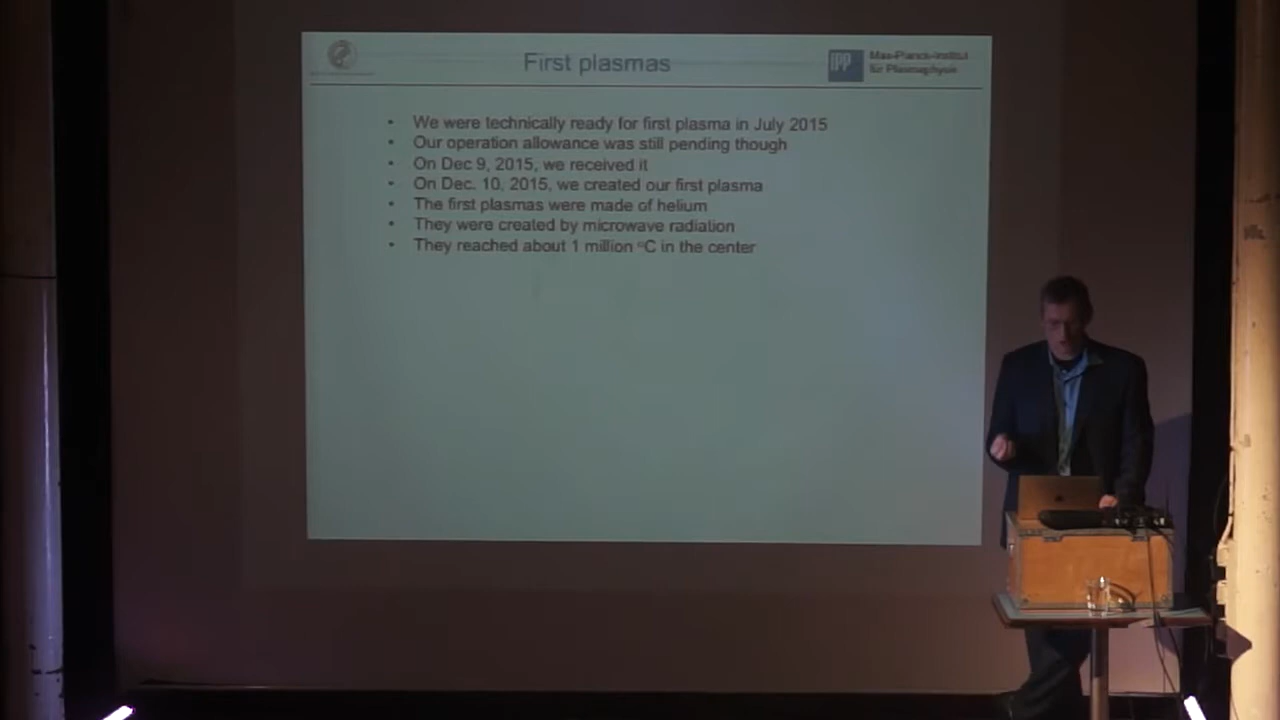 First plasmas
IPP
Max-Planck-Institut
für Plasmaphysik
• We were technically ready for first plasma in July 2015
• Our operation allowance was still pending though
• On Dec 9, 2015, we received it
• On Dec. 10, 2015, we created our first plasma
• The first plasmas were made of helium
• They were created by microwave radiation
• They reached about 1 million °C in the center